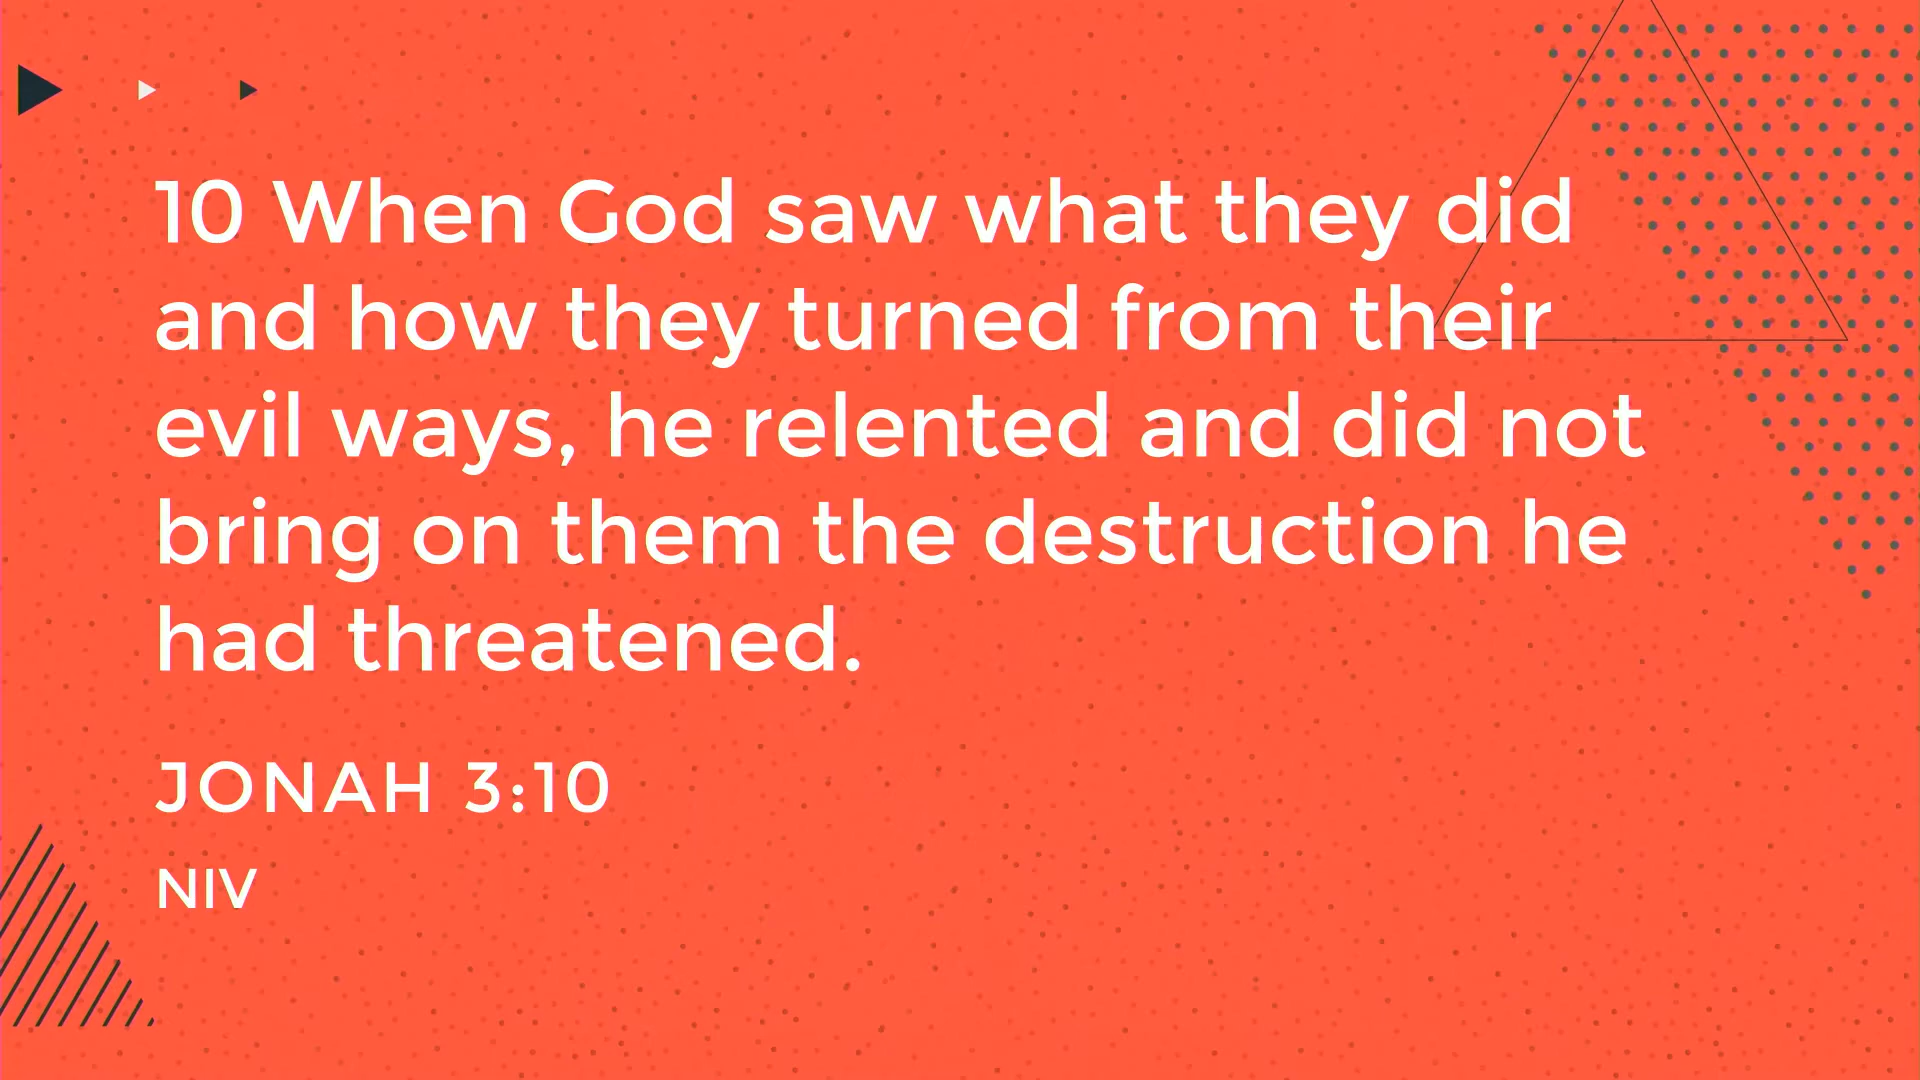 10 When God saw what they did
and how they turned from their
evil ways, he relented and did not
bring on them the destruction he
had threatened.
JONAH 3:10
NIV